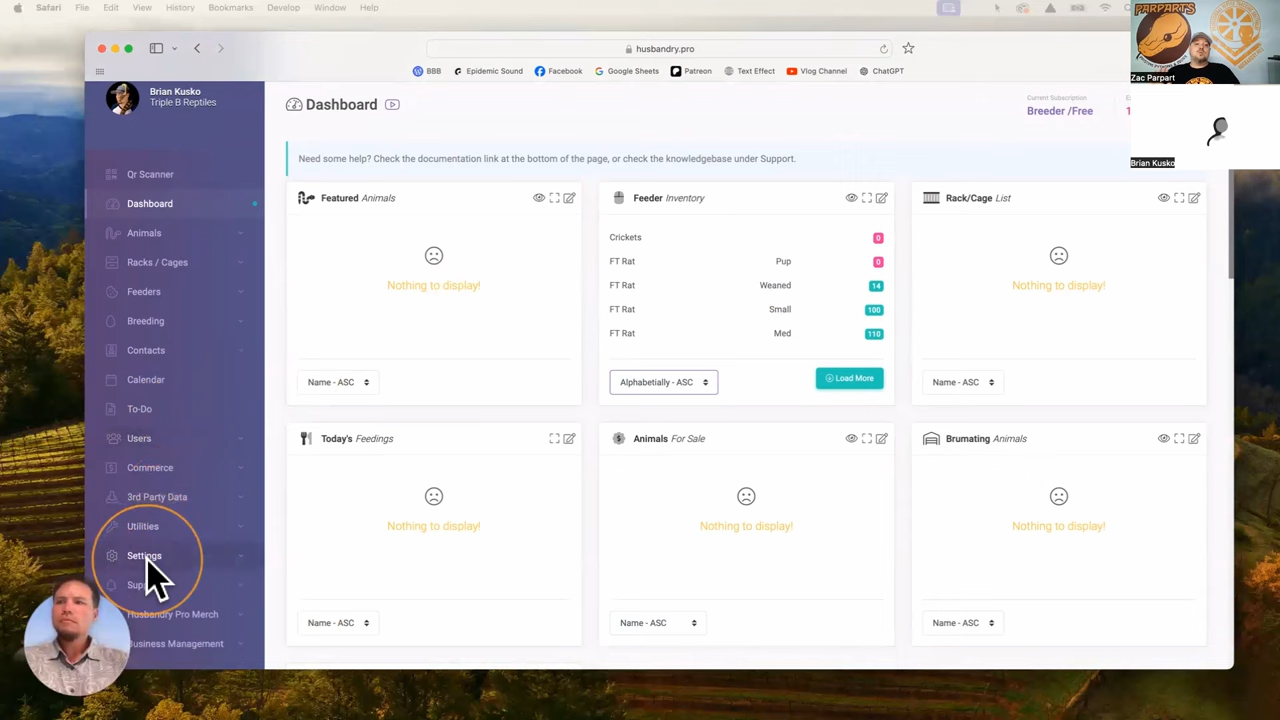 Safari File Edit View History Bookmarks Develop Window Help
husbandry.pro
BBB Epidemic Sound Facebook Google Sheets Patreon Text Effect Vlog Channel ChatGPT
PARPART'S
Zac Parpart
Brian Kusko
Brian Kusko
Triple B Reptiles
Qr Scanner
Dashboard
Animals
Racks / Cages
Feeders
Breeding
Contacts
Calendar
To-Do
Users
Commerce
3rd Party Data
Utilities
Settings
Husbandry Pro Merch
Business Management
Dashboard
Current Subscription
Breeder /Free
Need some help? Check the documentation link at the bottom of the page, or check the knowledgebase under Support.
Featured Animals
Nothing to display!
Name - ASC
Feeder Inventory
Crickets 0
FT Rat Pup 0
FT Rat Weaned 14
FT Rat Small 100
FT Rat Med 110
Alphabetially - ASC
Load More
Rack/Cage List
Nothing to display!
Name - ASC
Today's Feedings
Nothing to display!
Name - ASC
Animals For Sale
Nothing to display!
Name - ASC
Brumating Animals
Nothing to display!
Name - ASC